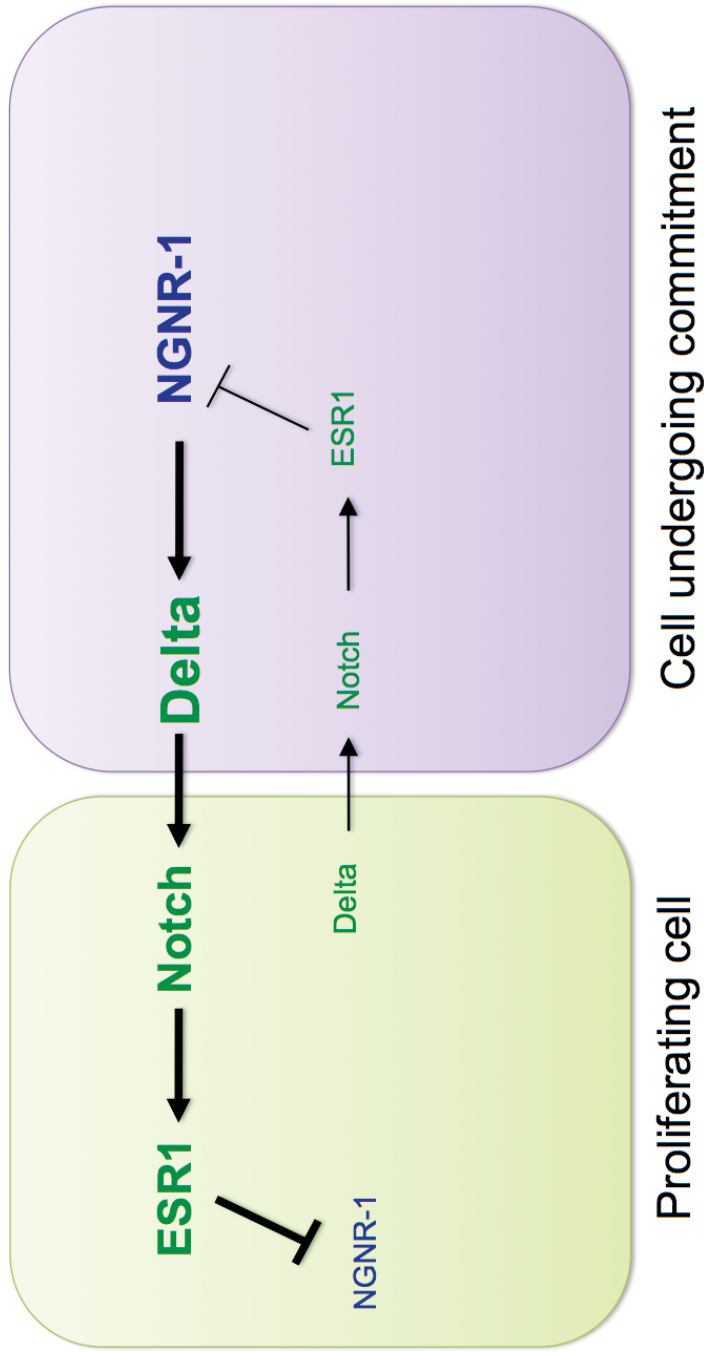 ESR1 Notch Delta NGNR-1
NGNR-1 Delta Notch ESR1
Proliferating cell
Cell undergoing commitment